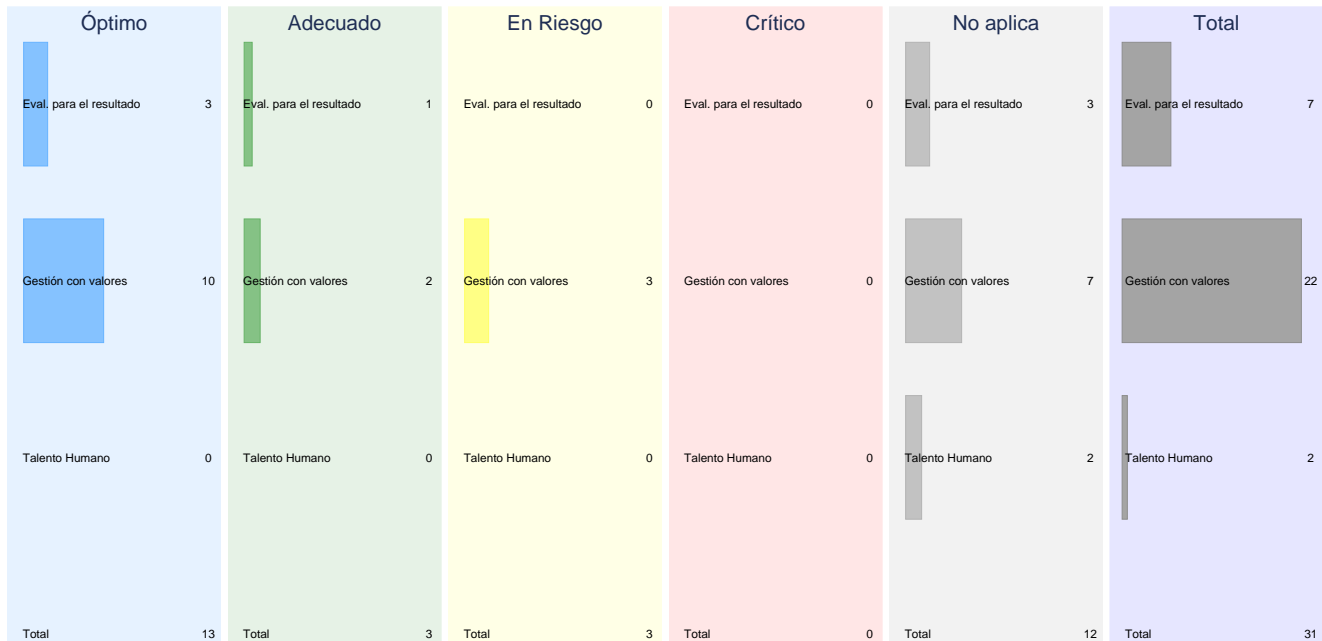 Óptimo Adecuado En Riesgo Crítico No aplica Total
Eval. para el resultado 3 Eval. para el resultado 1 Eval. para el resultado 0 Eval. para el resultado 0 Eval. para el resultado 3 Eval. para el resultado 7
Gestión con valores 10 Gestión con valores 2 Gestión con valores 3 Gestión con valores 0 Gestión con valores 7 Gestión con valores 22
Talento Humano 0 Talento Humano 0 Talento Humano 0 Talento Humano 0 Talento Humano 2 Talento Humano 2
Total 13 Total 3 Total 3 Total 0 Total 12 Total 31